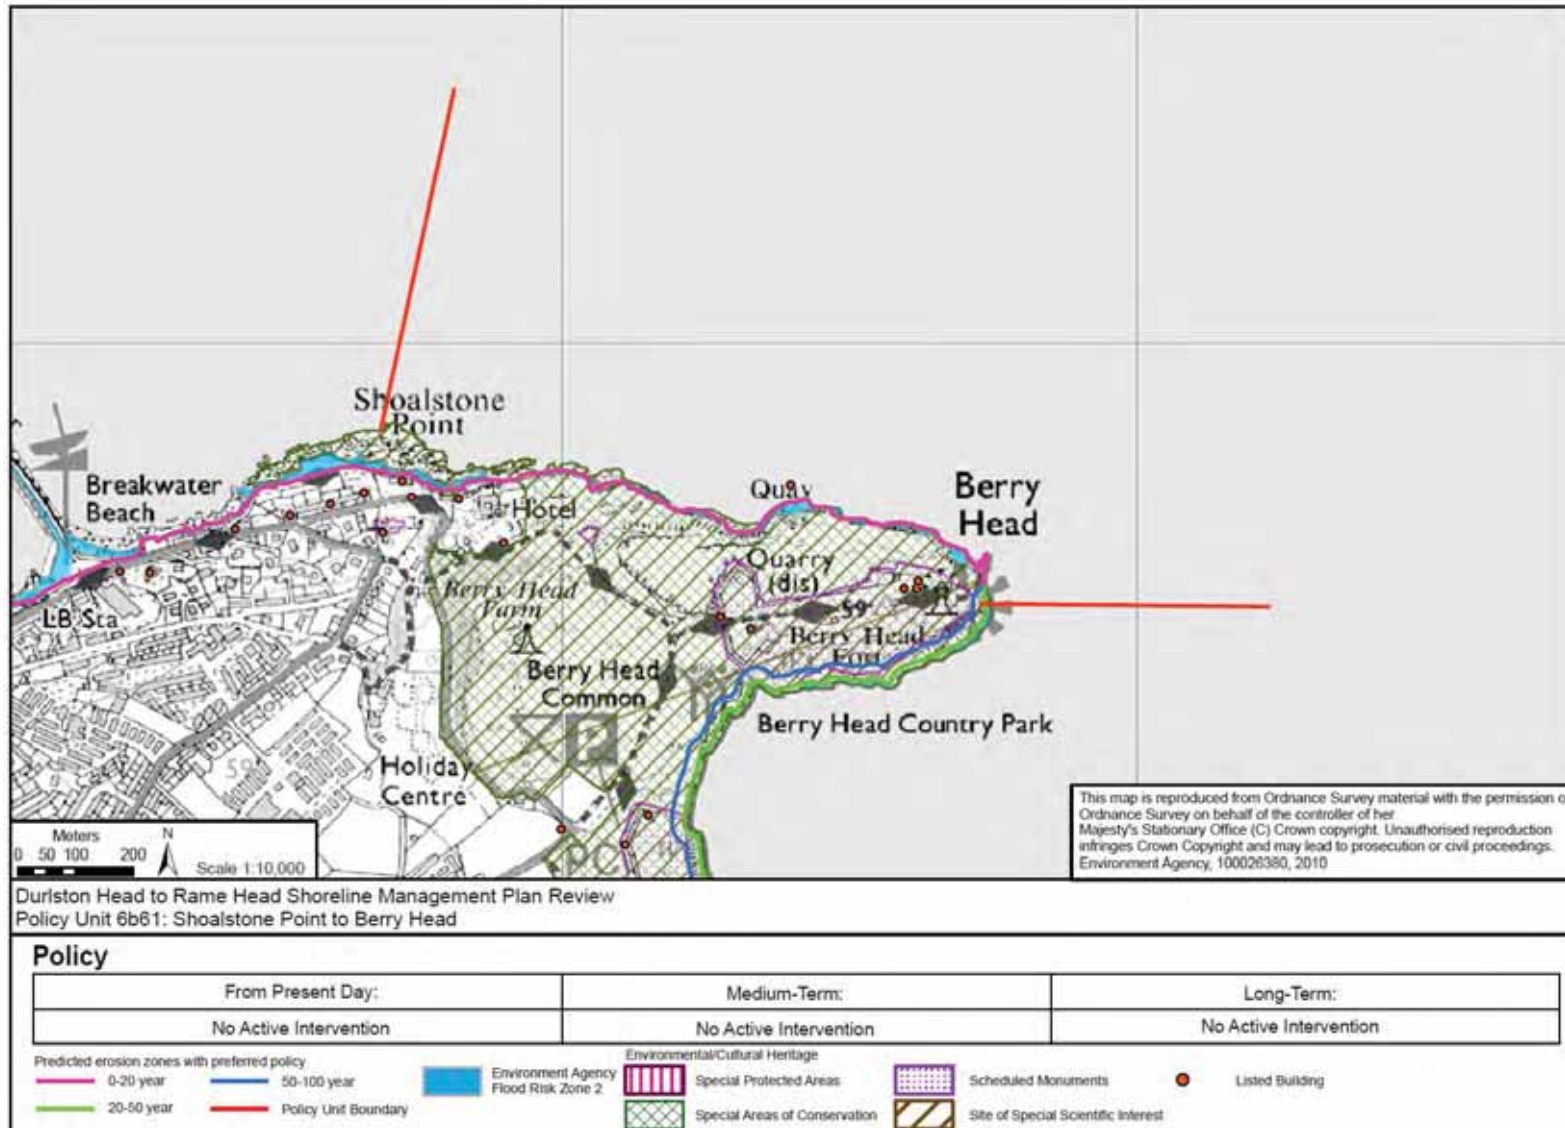 Shoalstone
Point
Breakwater
Beach
Quay
Berry
Head
Hotel
Quarry
(dis)
Berry Head
Farm
59
LB Sta
Berry Head
Fort
Berry Head
Common
Berry Head Country Park
P
59
Holiday
Centre
PC
Meters
0 50 100 200
N
Scale 1:10,000
This map is reproduced from Ordnance Survey material with the permission o
Ordnance Survey on behalf of the controller of her
Majesty's Stationary Office (C) Crown copyright. Unauthorised reproduction
infringes Crown Copyright and may lead to prosecution or civil proceedings.
Environment Agency, 100026380, 2010
Durlston Head to Rame Head Shoreline Management Plan Review
Policy Unit 6b61: Shoalstone Point to Berry Head
Policy
From Present Day: Medium-Term: Long-Term:
No Active Intervention No Active Intervention No Active Intervention
Predicted erosion zones with preferred policy
0-20 year
50-100 year
20-50 year
Policy Unit Boundary
Environment Agency
Flood Risk Zone 2
Environmental/Cultural Heritage
Special Protected Areas
Scheduled Monuments
Listed Building
Special Areas of Conservation
Site of Special Scientific Interest